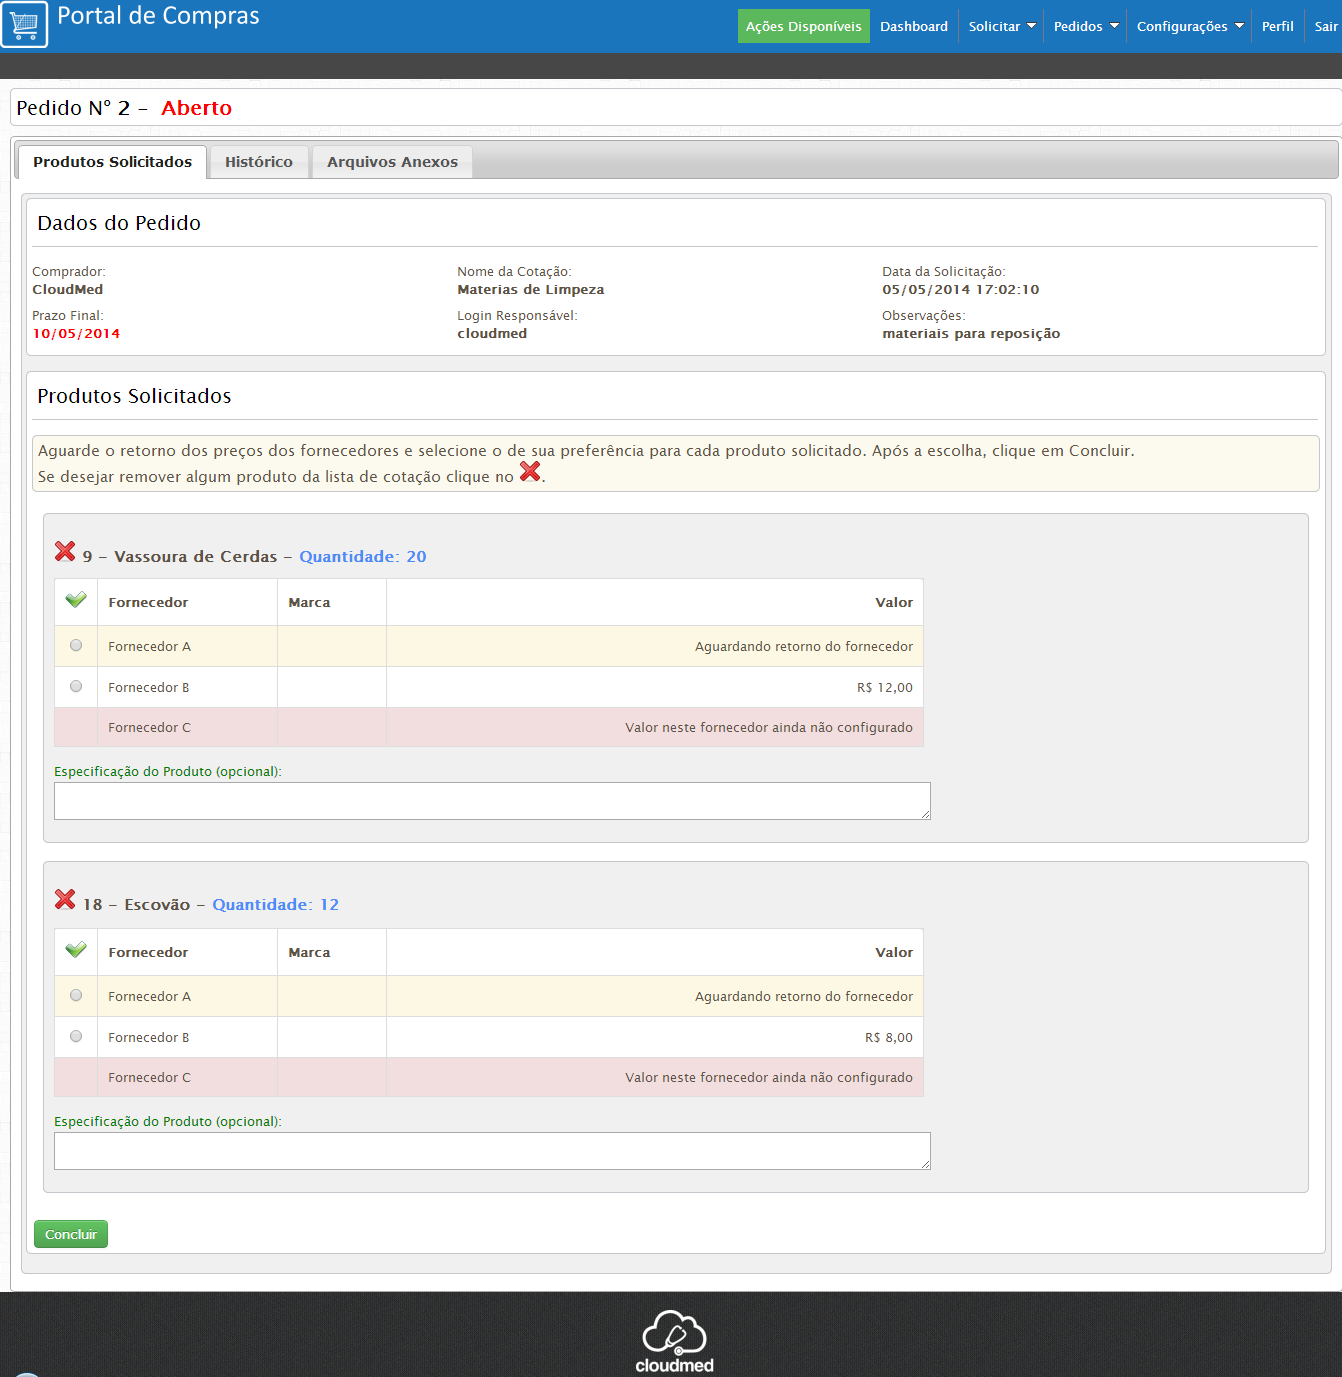 Portal de Compras
Ações Disponíveis Dashboard Solicitar Pedidos Configurações Perfil Sair
Pedido Nº 2 - Aberto
Produtos Solicitados Histórico Arquivos Anexos
Dados do Pedido
Comprador: Nome da Cotação: Data da Solicitação:
CloudMed Materias de Limpeza 05/05/2014 17:02:10
Prazo Final: Login Responsável: Observações:
10/05/2014 cloudmed materiais para reposição
Produtos Solicitados
Aguarde o retorno dos preços dos fornecedores e selecione o de sua preferência para cada produto solicitado. Após a escolha, clique em Concluir.
Se desejar remover algum produto da lista de cotação clique no .
9 - Vassoura de Cerdas - Quantidade: 20
Fornecedor Marca Valor
Fornecedor A Aguardando retorno do fornecedor
Fornecedor B R$ 12,00
Fornecedor C Valor neste fornecedor ainda não configurado
Especificação do Produto (opcional):
18 - Escovão - Quantidade: 12
Fornecedor Marca Valor
Fornecedor A Aguardando retorno do fornecedor
Fornecedor B R$ 8,00
Fornecedor C Valor neste fornecedor ainda não configurado
Especificação do Produto (opcional):
Concluir
cloudmed